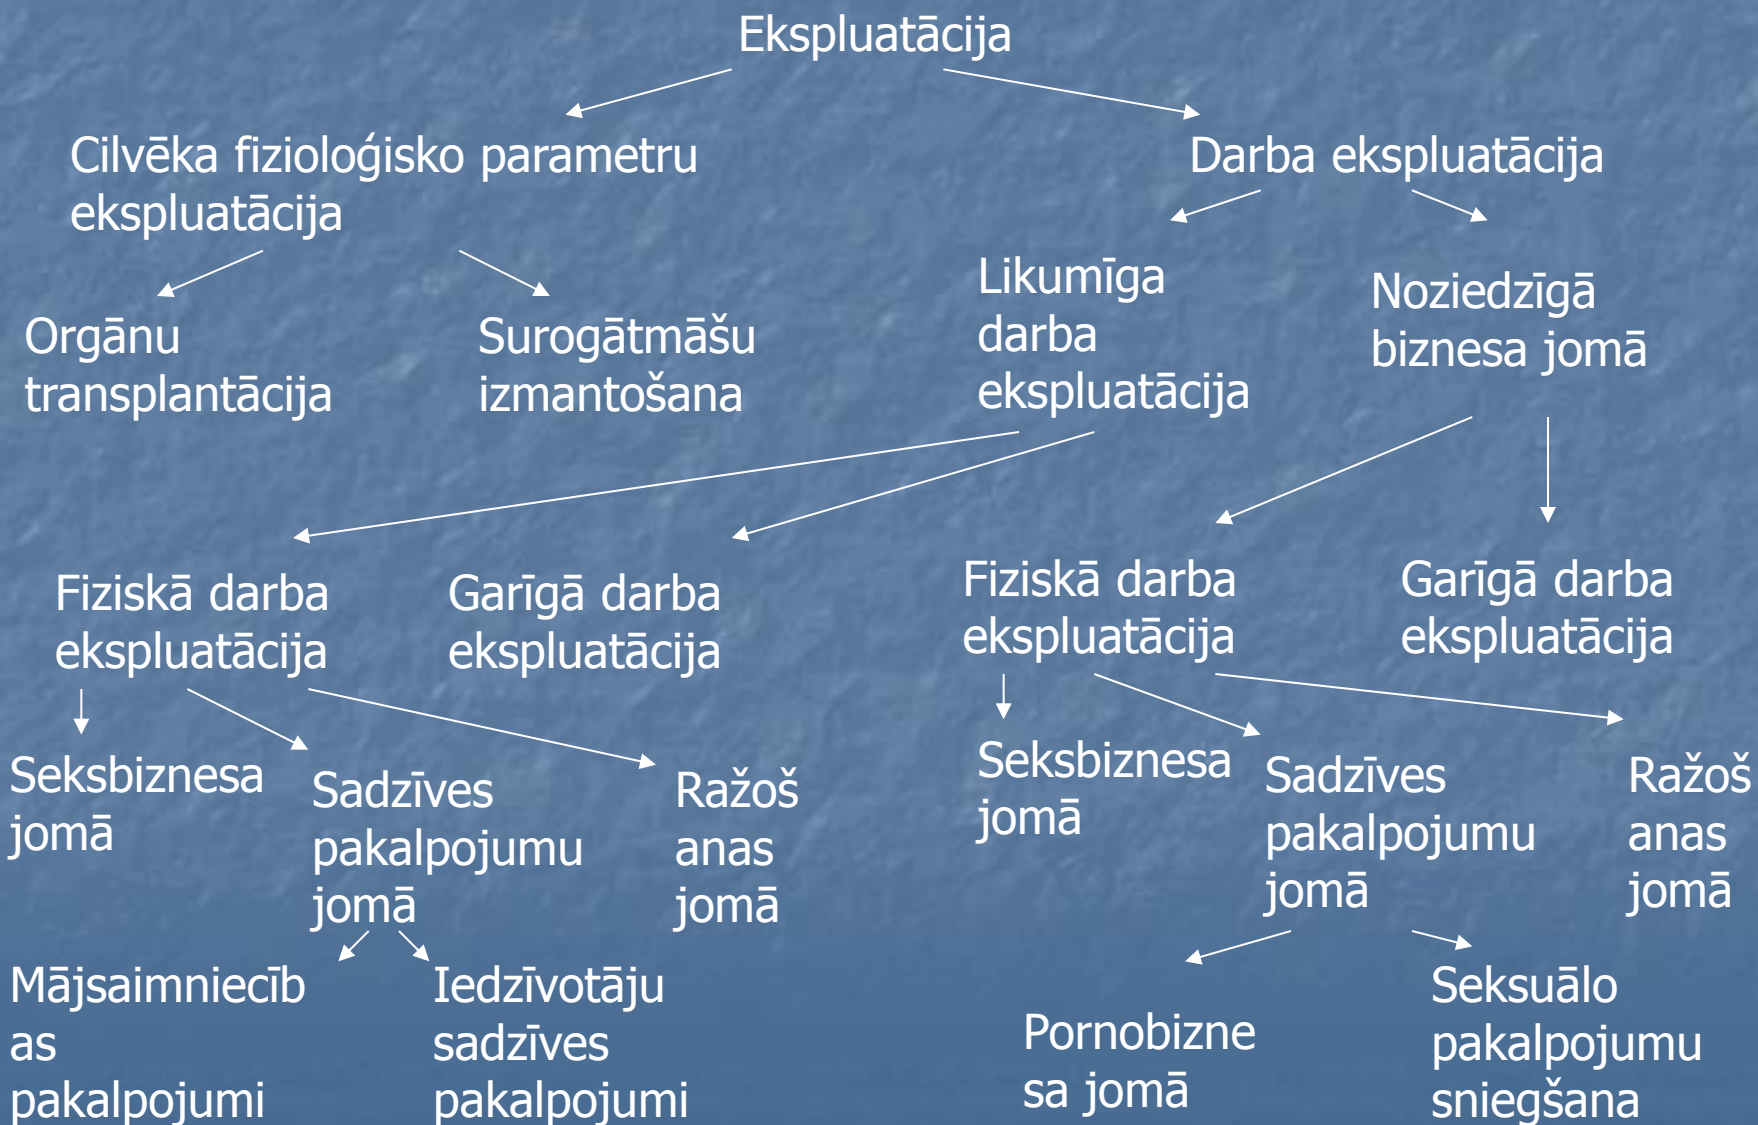 Ekspluatācija
Cilvēka fizioloģisko parametru
ekspluatācija
Darba ekspluatācija
Orgānu
transplantācija
Surogātmāšu
izmantošana
Likumīga
darba
ekspluatācija
Noziedzīgā
biznesa jomā
Fiziskā darba
ekspluatācija
Garīgā darba
ekspluatācija
Fiziskā darba
ekspluatācija
Garīgā darba
ekspluatācija
Seksbiznesa
jomā
Sadzīves
pakalpojumu
jomā
Ražoš
anas
jomā
Seksbiznesa
jomā
Sadzīves
pakalpojumu
jomā
Ražoš
anas
jomā
Mājsaimniecīb
as
pakalpojumi
Iedzīvotāju
sadzīves
pakalpojumi
Pornobizne
sa jomā
Seksuālo
pakalpojumu
sniegšana